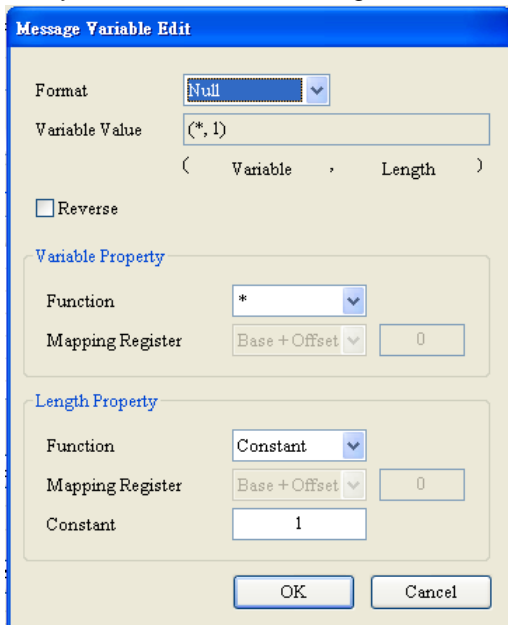 Message Variable Edit
Format Null
Variable Value (*, 1)
( Variable , Length )
Reverse
Variable Property
Function *
Mapping Register Base + Offset 0
Length Property
Function Constant
Mapping Register Base + Offset 0
Constant 1
OK Cancel